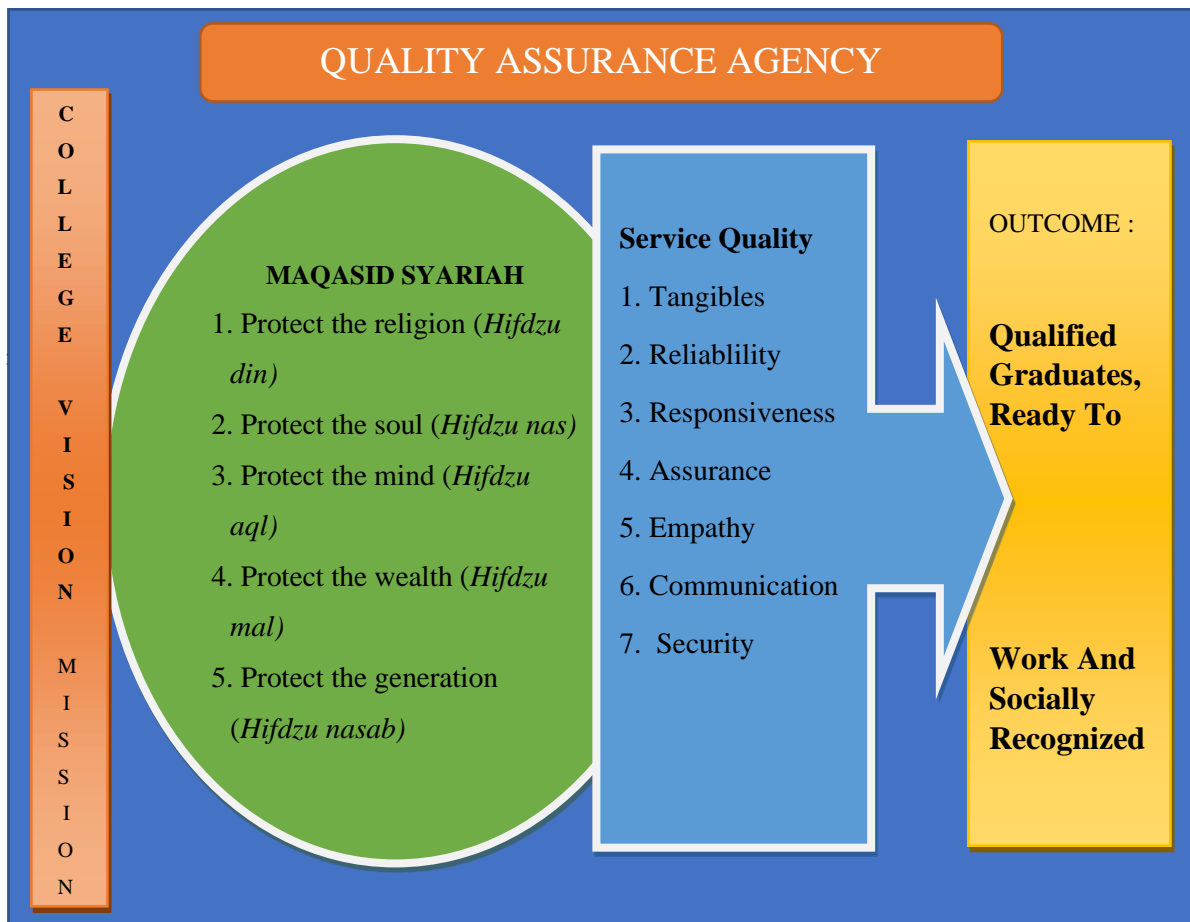 QUALITY ASSURANCE AGENCY
COLLEGE VISION MISSION
MAQASID SYARIAH
1. Protect the religion (Hifdzu
din)
2. Protect the soul (Hifdzu nas)
3. Protect the mind (Hifdzu
aql)
4. Protect the wealth (Hifdzu
mal)
5. Protect the generation
(Hifdzu nasab)
Service Quality
1. Tangibles
2. Reliablility
3. Responsiveness
4. Assurance
5. Empathy
6. Communication
7. Security
OUTCOME :
Qualified
Graduates,
Ready To
Work And
Socially
Recognized